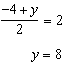 (-4 + y)/2 = 2
y = 8